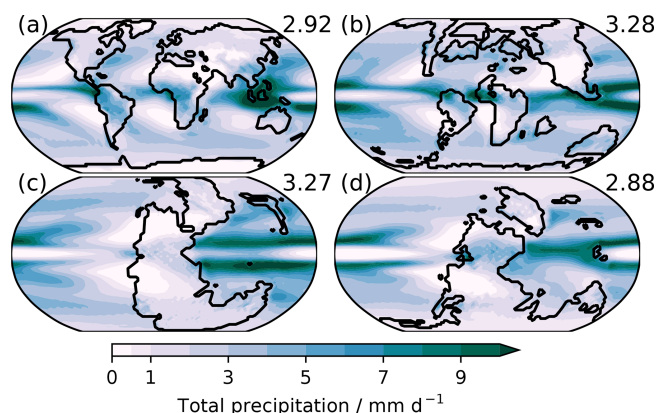 (a) 2.92 (b) 3.28
(c) 3.27 (d) 2.88
0 1 3 5 7 9
Total precipitation / mm d⁻¹